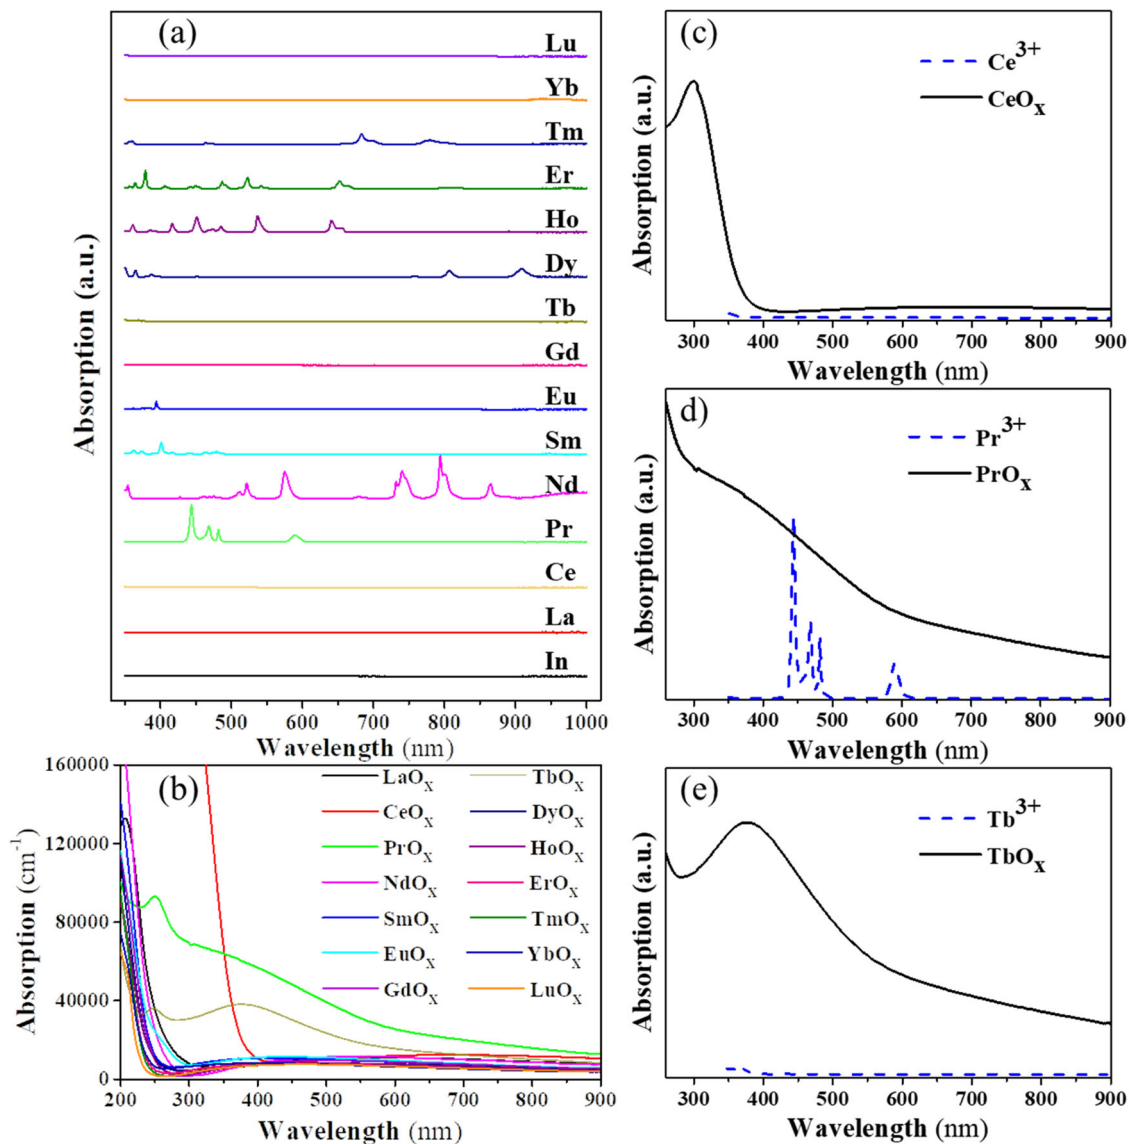 (a)
Absorption (a.u.)
Lu
Yb
Tm
Er
Ho
Dy
Tb
Gd
Eu
Sm
Nd
Pr
Ce
La
In
400 500 600 700 800 900 1000
Wavelength (nm)
(b)
Absorption (cm-1)
160000
120000
80000
40000
0
LaOx TbOx
CeOx DyOx
PrOx HoOx
NdOx ErOx
SmOx TmOx
EuOx YbOx
GdOx LuOx
200 300 400 500 600 700 800 900
Wavelength (nm)
(c)
Absorption (a.u.)
Ce3+
CeOx
300 400 500 600 700 800 900
Wavelength (nm)
d)
Absorption (a.u.)
Pr3+
PrOx
300 400 500 600 700 800 900
Wavelength (nm)
(e)
Absorption (a.u.)
Tb3+
TbOx
300 400 500 600 700 800 900
Wavelength (nm)